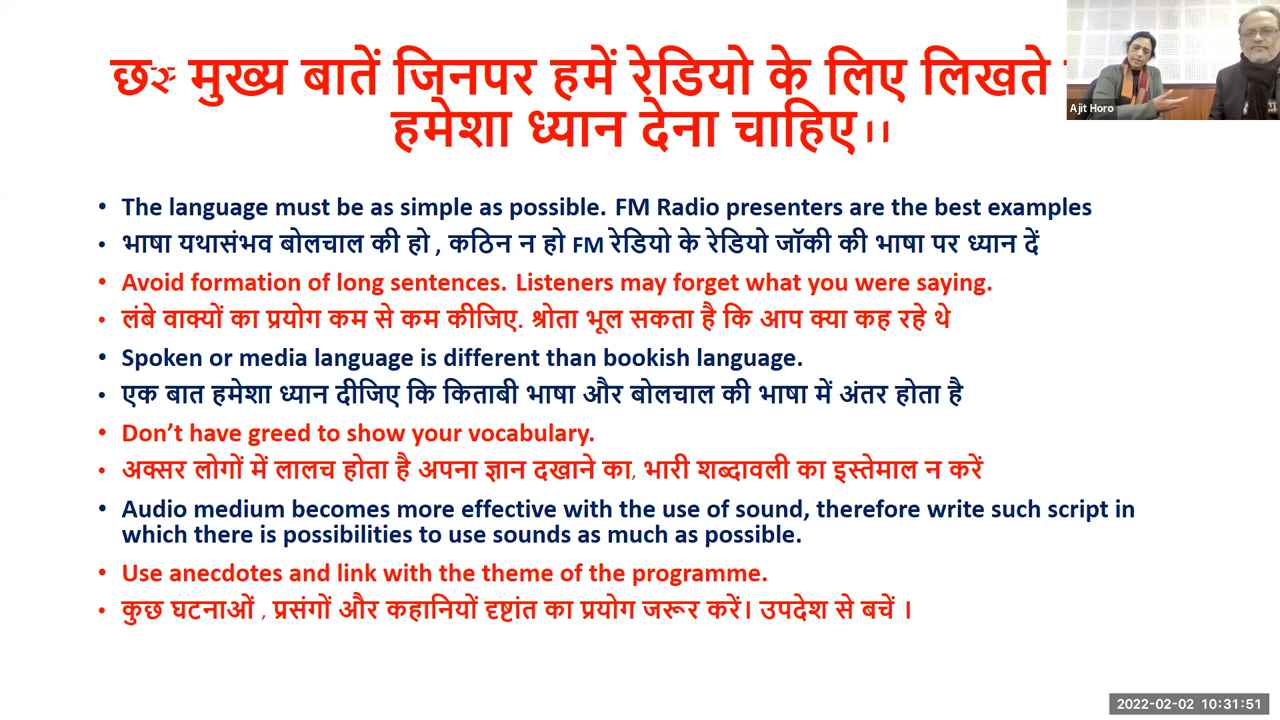 छः मुख्य बातें जिनपर हमें रेडियो के लिए लिखते
हमेशा ध्यान देना चाहिए।।
Ajit Horo
• The language must be as simple as possible. FM Radio presenters are the best examples
• भाषा यथासंभव बोलचाल की हो , कठिन न हो FM रेडियो के रेडियो जॉकी की भाषा पर ध्यान दें
• Avoid formation of long sentences. Listeners may forget what you were saying.
• लंबे वाक्यों का प्रयोग कम से कम कीजिए. श्रोता भूल सकता है कि आप क्या कह रहे थे
• Spoken or media language is different than bookish language.
• एक बात हमेशा ध्यान दीजिए कि किताबी भाषा और बोलचाल की भाषा में अंतर होता है
• Don’t have greed to show your vocabulary.
• अक्सर लोगों में लालच होता है अपना ज्ञान दखाने का, भारी शब्दावली का इस्तेमाल न करें
• Audio medium becomes more effective with the use of sound, therefore write such script in
which there is possibilities to use sounds as much as possible.
• Use anecdotes and link with the theme of the programme.
• कुछ घटनाओं , प्रसंगों और कहानियों दृष्टांत का प्रयोग जरूर करें। उपदेश से बचें ।
2022-02-02 10:31:51